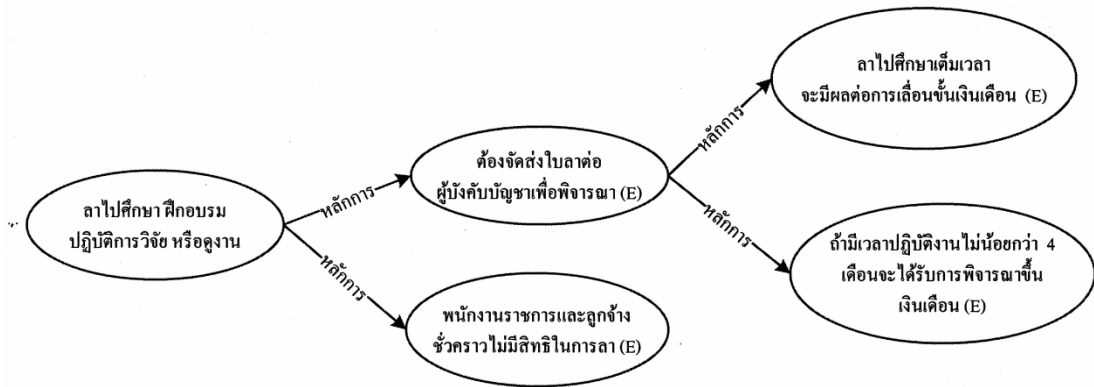 ลาไปศึกษาเต็มเวลา
จะมีผลต่อการเลื่อนขั้นเงินเดือน (E)
หลักการ
ต้องจัดส่งใบลาต่อ
ผู้บังคับบัญชาเพื่อพิจารณา (E)
หลักการ
ลาไปศึกษา ฝึกอบรม
ปฏิบัติการวิจัย หรือดูงาน
หลักการ
ถ้ามีเวลาปฏิบัติงานไม่น้อยกว่า 4
เดือนจะได้รับการพิจารณาขึ้น
เงินเดือน (E)
หลักการ
พนักงานราชการและลูกจ้าง
ชั่วคราวไม่มีสิทธิในการลา (E)